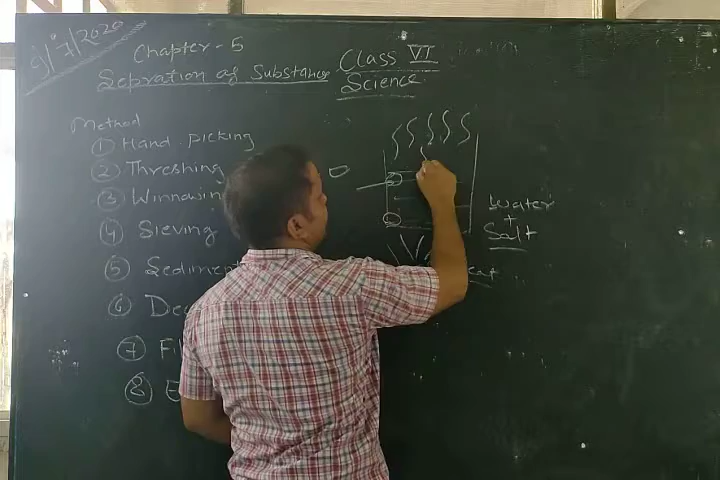 9/7/2020
Chapter - 5
Sepration of Substance
Class VI
Science
Method
① Hand picking
② Threshing
③ Winnowin
④ Sieving
⑤ Sedimen
⑥ De
⑦ Fi
⑧ E
Water
+
Salt
eat